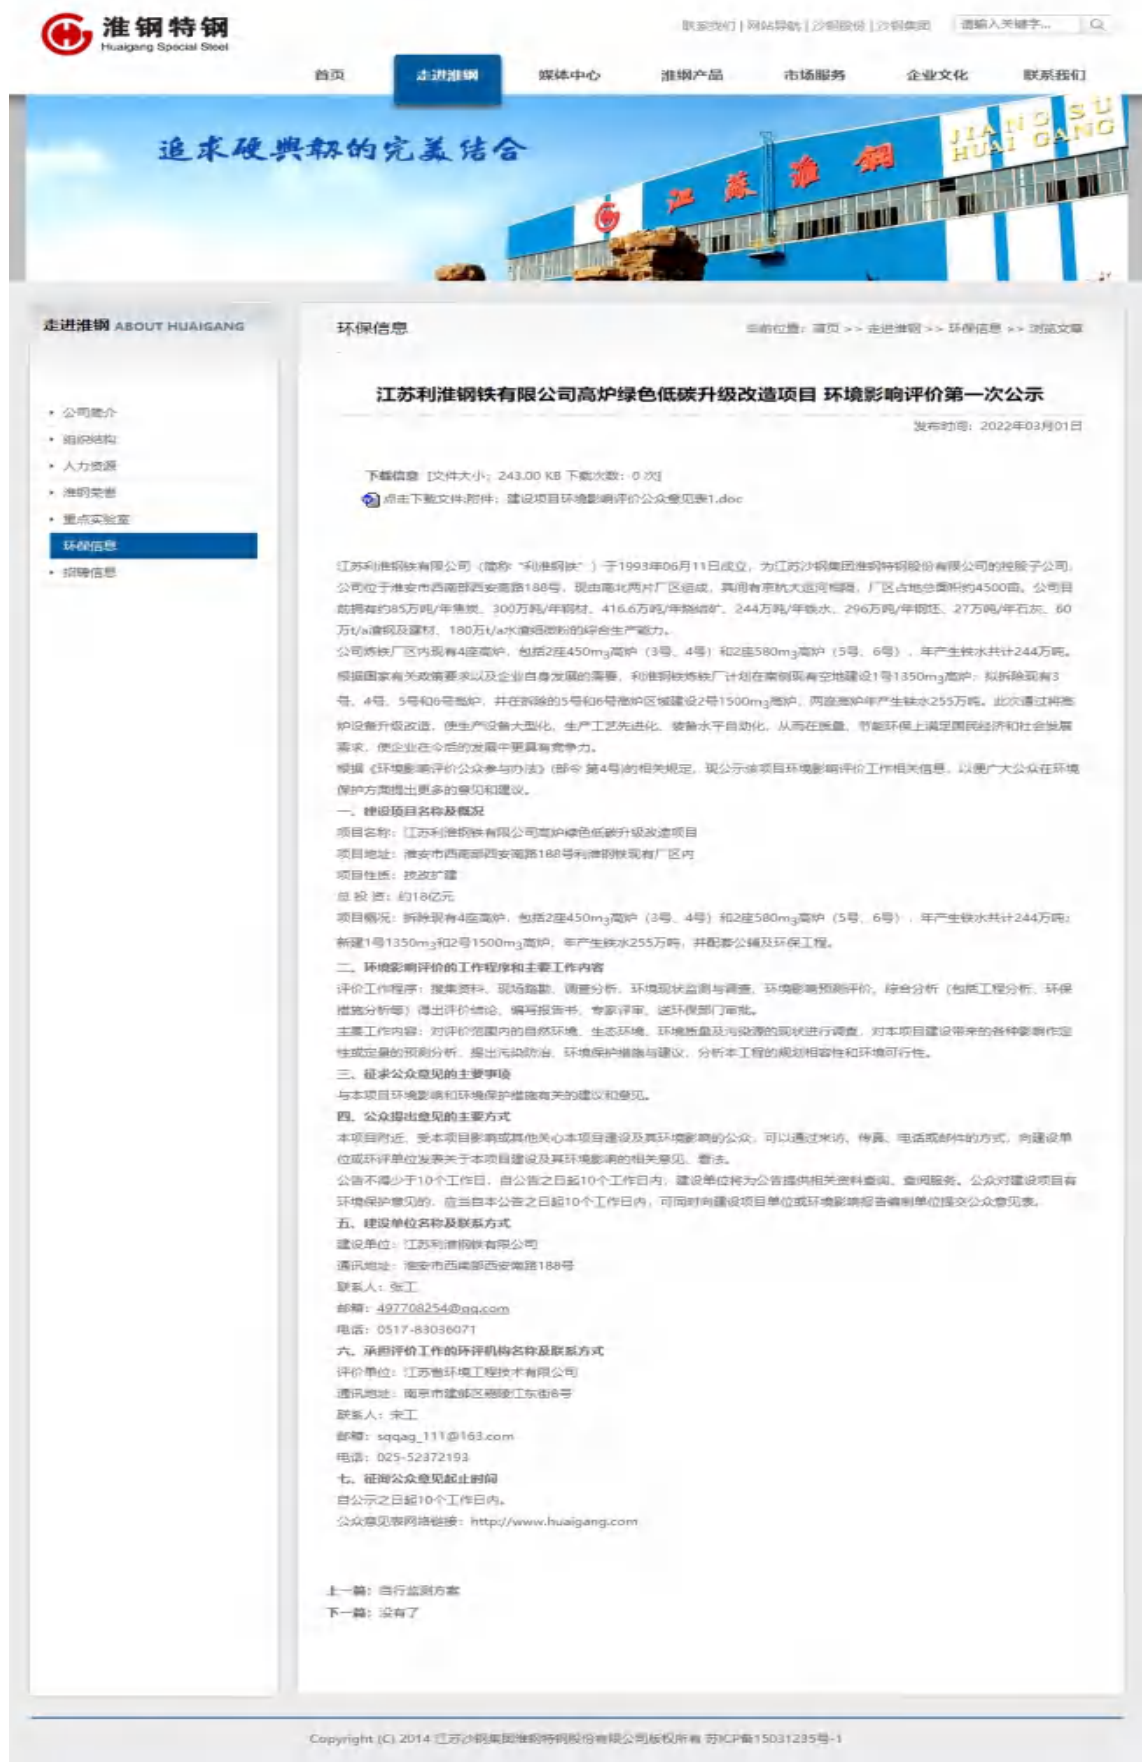 淮钢特钢
Huaigang Special Steel
联系我们 | 网站导航 | 沙钢股份 | 沙钢集团
请输入关键字...
首页 走进淮钢 媒体中心 淮钢产品 市场服务 企业文化 联系我们
追求硬与韧的完美结合
江苏淮钢
JIANG SU
HUAI GANG
走进淮钢 ABOUT HUAIGANG
公司简介
组织结构
人力资源
淮钢荣誉
重点实验室
环保信息
招聘信息
环保信息
当前位置：首页 >> 走进淮钢 >> 环保信息 >> 浏览文章
江苏利淮钢铁有限公司高炉绿色低碳升级改造项目 环境影响评价第一次公示
发布时间：2022年03月01日
下载信息 [文件大小：243.00 KB 下载次数：0 次]
点击下载文件:附件：建设项目环境影响评价公众意见表1.doc
江苏利淮钢铁有限公司（简称“利淮钢铁”）于1993年06月11日成立，为江苏沙钢集团淮钢特钢股份有限公司的控股子公司，
公司位于淮安市西南部西安南路188号，现由南北两片厂区组成，其间有京杭大运河相隔，厂区占地总面积约4500亩。公司目
前拥有约85万吨/年焦炭、300万吨/年钢材、416.6万吨/年烧结矿、244万吨/年铁水、296万吨/年钢坯、27万吨/年石灰、60
万t/a渣钢及建材、180万t/a水渣超微粉的综合生产能力。
公司炼铁厂区内现有4座高炉，包括2座450m3高炉（3号、4号）和2座580m3高炉（5号、6号），年产生铁水共计244万吨。
根据国家有关政策要求以及企业自身发展的需要，利淮钢铁炼铁厂计划在南侧现有空地建设1号1350m3高炉；拟拆除现有3
号、4号、5号和6号高炉，并在拆除的5号和6号高炉区域建设2号1500m3高炉，两座高炉年产生铁水255万吨。此次通过将高
炉设备升级改造，使生产设备大型化、生产工艺先进化、装备水平自动化，从而在质量、节能环保上满足国民经济和社会发展
需求，使企业在今后的发展中更具有竞争力。
根据《环境影响评价公众参与办法》(部令 第4号)的相关规定，现公示该项目环境影响评价工作相关信息，以便广大公众在环境
保护方面提出更多的意见和建议。
一、建设项目名称及概况
项目名称：江苏利淮钢铁有限公司高炉绿色低碳升级改造项目
项目地址：淮安市西南部西安南路188号利淮钢铁现有厂区内
项目性质：技改扩建
总 投 资：约18亿元
项目概况：拆除现有4座高炉，包括2座450m3高炉（3号、4号）和2座580m3高炉（5号、6号），年产生铁水共计244万吨；
新建1号1350m3和2号1500m3高炉，年产生铁水255万吨，并配套公辅及环保工程。
二、环境影响评价的工作程序和主要工作内容
评价工作程序：搜集资料、现场踏勘、调查分析、环境现状监测与调查、环境影响预测评价、综合分析（包括工程分析、环保
措施分析等）得出评价结论、编写报告书、专家评审、送环保部门审批。
主要工作内容：对评价范围内的自然环境、生态环境、环境质量及污染源的现状进行调查，对本项目建设带来的各种影响作定
性或定量的预测分析，提出污染防治、环境保护措施与建议，分析本工程的规划相容性和环境可行性。
三、征求公众意见的主要事项
与本项目环境影响和环境保护措施有关的建议和意见。
四、公众提出意见的主要方式
本项目附近、受本项目影响或其他关心本项目建设及其环境影响的公众，可以通过来访、传真、电话或邮件的方式，向建设单
位或环评单位发表关于本项目建设及其环境影响的相关意见、看法。
公告不得少于10个工作日，自公告之日起10个工作日内，建设单位将为公告提供相关资料查询、查阅服务。公众对建设项目有
环境保护意见的，应当自本公告之日起10个工作日内，可同时向建设项目单位或环境影响报告编制单位提交公众意见表。
五、建设单位名称及联系方式
建设单位：江苏利淮钢铁有限公司
通讯地址：淮安市西南部西安南路188号
联系人：张工
邮箱：497708254@qq.com
电话：0517-83036071
六、承担评价工作的环评机构名称及联系方式
评价单位：江苏省环境工程技术有限公司
通讯地址：南京市建邺区嘉陵江东街8号
联系人：宋工
邮箱：sqqag_111@163.com
电话：025-52372193
七、征询公众意见起止时间
自公示之日起10个工作日内。
公众意见表网络链接：http://www.huaigang.com
上一篇：自行监测方案
下一篇：没有了
Copyright (C) 2014 江苏沙钢集团淮钢特钢股份有限公司版权所有 苏ICP备15031235号-1